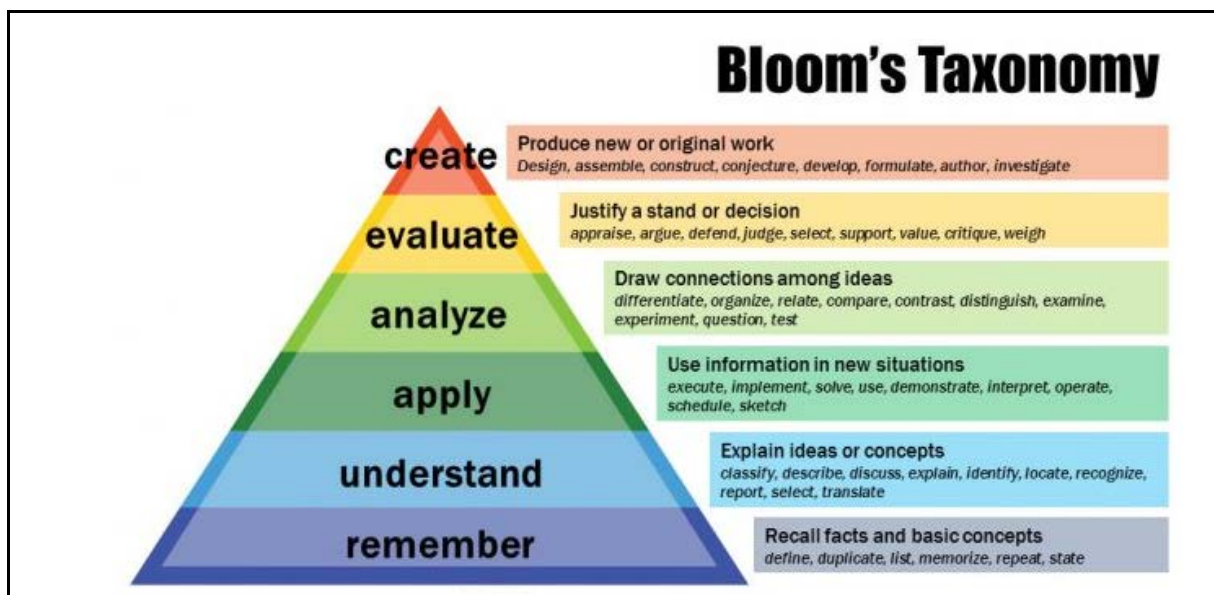 Bloom's Taxonomy
create
Produce new or original work
Design, assemble, construct, conjecture, develop, formulate, author, investigate
evaluate
Justify a stand or decision
appraise, argue, defend, judge, select, support, value, critique, weigh
analyze
Draw connections among ideas
differentiate, organize, relate, compare, contrast, distinguish, examine,
experiment, question, test
apply
Use information in new situations
execute, implement, solve, use, demonstrate, interpret, operate,
schedule, sketch
understand
Explain ideas or concepts
classify, describe, discuss, explain, identify, locate, recognize,
report, select, translate
remember
Recall facts and basic concepts
define, duplicate, list, memorize, repeat, state